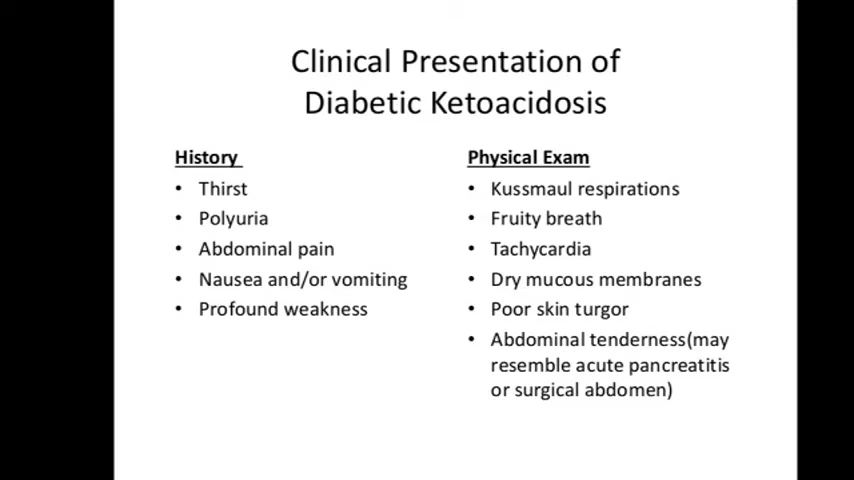 Clinical Presentation of
Diabetic Ketoacidosis
History
• Thirst
• Polyuria
• Abdominal pain
• Nausea and/or vomiting
• Profound weakness
Physical Exam
• Kussmaul respirations
• Fruity breath
• Tachycardia
• Dry mucous membranes
• Poor skin turgor
• Abdominal tenderness(may
resemble acute pancreatitis
or surgical abdomen)